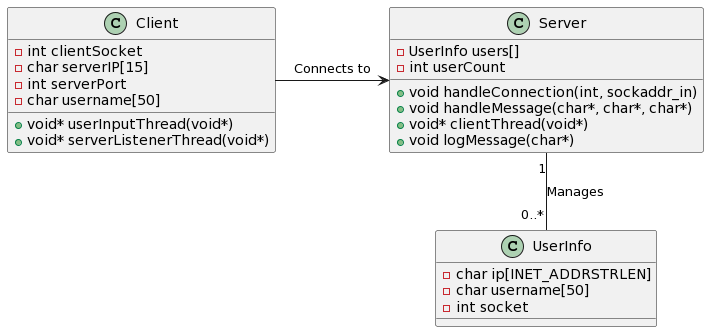 C Client
int clientSocket
char serverIP[15]
int serverPort
char username[50]
void* userInputThread(void*)
void* serverListenerThread(void*)
Connects to
C Server
UserInfo users[]
int userCount
void handleConnection(int, sockaddr_in)
void handleMessage(char*, char*, char*)
void* clientThread(void*)
void logMessage(char*)
1
Manages
0..*
C UserInfo
char ip[INET_ADDRSTRLEN]
char username[50]
int socket